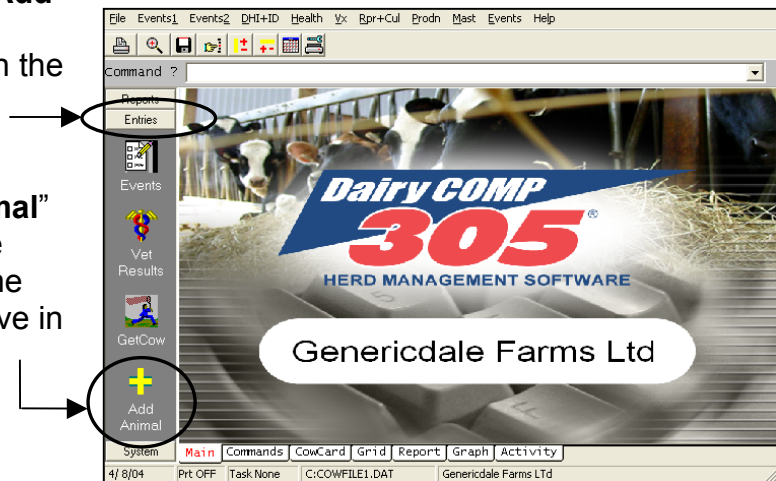 Add
n the
nal”
e
ne
ve in
File Events1 Events2 DHI+ID Health Vx Rpr+Cul Prodn Mast Events Help
Command ?
Reports
Entries
Events
Vet
Results
GetCow
Add
Animal
System
Dairy COMP
305®
HERD MANAGEMENT SOFTWARE
Genericdale Farms Ltd
Main Commands CowCard Grid Report Graph Activity
4/ 8/04 Prt OFF Task None C:COWFILE1.DAT Genericdale Farms LTd